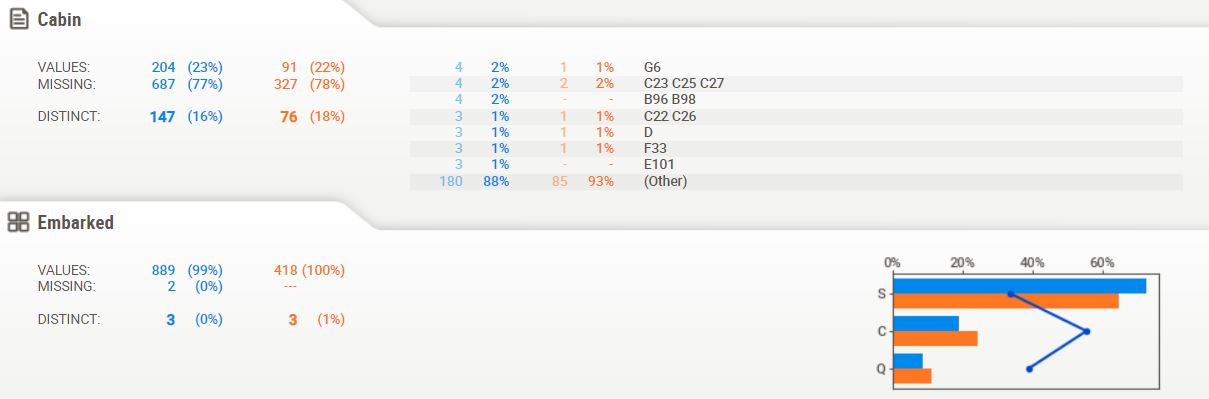 Cabin
VALUES: 204 (23%) 91 (22%)
MISSING: 687 (77%) 327 (78%)
DISTINCT: 147 (16%) 76 (18%)
4 2% 1 1% G6
4 2% 2 2% C23 C25 C27
4 2% - - B96 B98
3 1% 1 1% C22 C26
3 1% 1 1% D
3 1% 1 1% F33
3 1% - - E101
180 88% 85 93% (Other)
Embarked
VALUES: 889 (99%) 418 (100%)
MISSING: 2 (0%) ---
DISTINCT: 3 (0%) 3 (1%)
0% 20% 40% 60%
S
C
Q